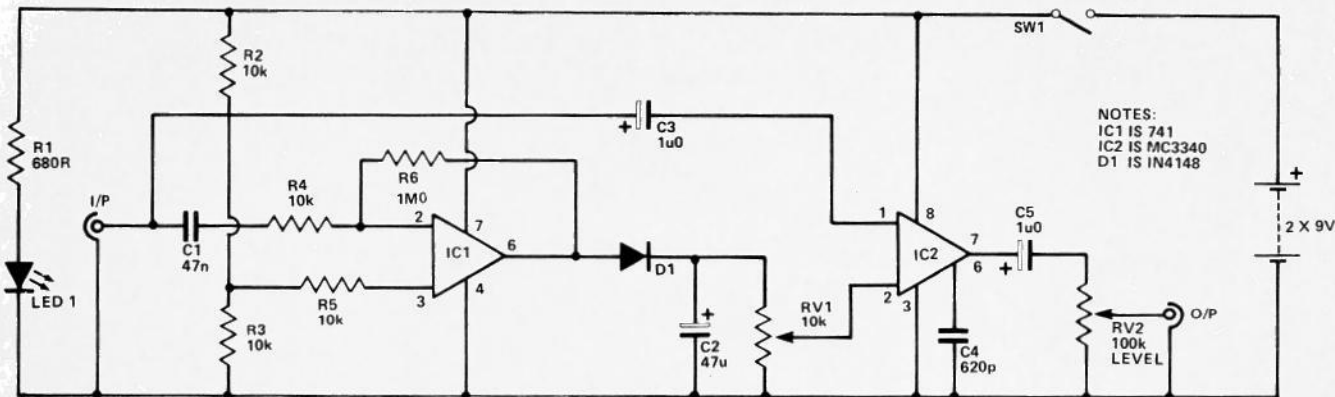 R1
680R
LED 1
I/P
C1
47n
R2
10k
R3
10k
R4
10k
R5
10k
R6
1M0
2
3
7
4
6
IC1
D1
+
C2
47u
RV1
10k
+
C3
1u0
1
2
8
3
7
6
IC2
C4
620p
C5
1u0
+
RV2
100k
LEVEL
O/P
SW1
NOTES:
IC1 IS 741
IC2 IS MC3340
D1 IS IN4148
+
2 X 9V